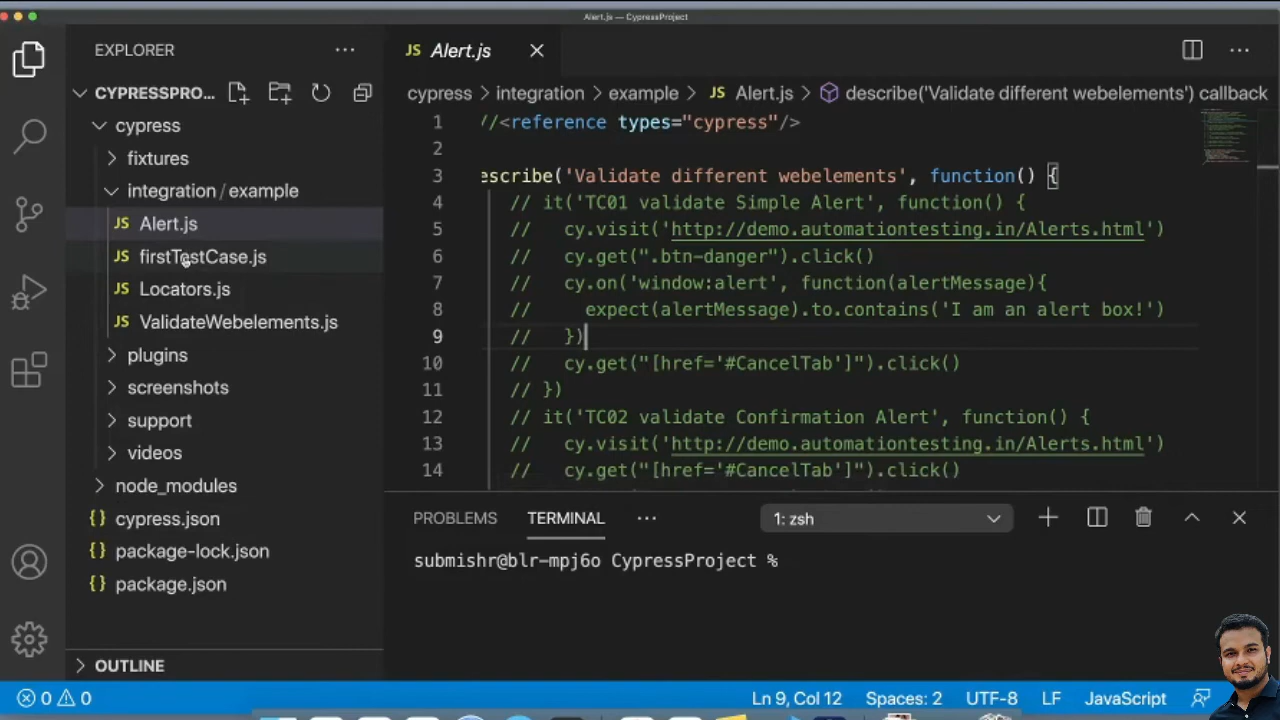 Alert.js — CypressProject
EXPLORER
CYPRESSPRO...
cypress
fixtures
integration / example
JS Alert.js
JS firstTestCase.js
JS Locators.js
JS ValidateWebelements.js
plugins
screenshots
support
videos
node_modules
{} cypress.json
{} package-lock.json
{} package.json
OUTLINE
JS Alert.js
cypress > integration > example > JS Alert.js > describe('Validate different webelements') callback
1 //<reference types="cypress"/>
2
3 escribe('Validate different webelements', function() {
4 // it('TC01 validate Simple Alert', function() {
5 // cy.visit('http://demo.automationtesting.in/Alerts.html')
6 // cy.get(".btn-danger").click()
7 // cy.on('window:alert', function(alertMessage){
8 // expect(alertMessage).to.contains('I am an alert box!')
9 // })
10 // cy.get("[href='#CancelTab']").click()
11 // })
12 // it('TC02 validate Confirmation Alert', function() {
13 // cy.visit('http://demo.automationtesting.in/Alerts.html')
14 // cy.get("[href='#CancelTab']").click()
PROBLEMS TERMINAL ... 1: zsh
submishr@blr-mpj6o CypressProject %
0 0 Ln 9, Col 12 Spaces: 2 UTF-8 LF JavaScript